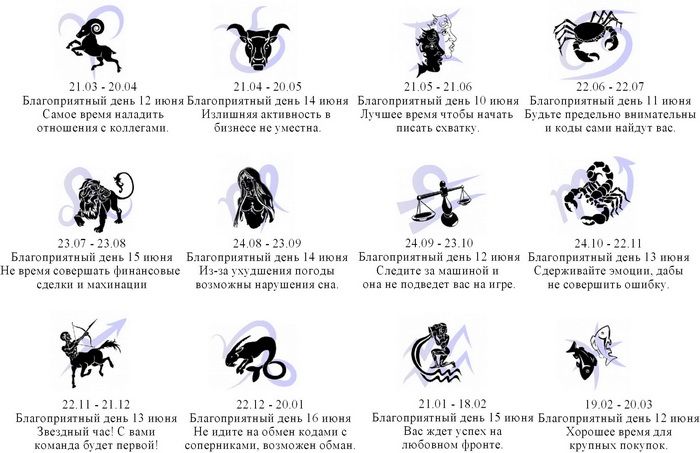 21.03 - 20.04
Благоприятный день 12 июня
Самое время наладить
отношения с коллегами.
21.04 - 20.05
Благоприятный день 14 июня
Излишняя активность в
бизнесе не уместна.
21.05 - 21.06
Благоприятный день 10 июня
Лучшее время чтобы начать
писать схватку.
22.06 - 22.07
Благоприятный день 11 июня
Будьте предельно внимательны
и коды сами найдут вас.
23.07 - 23.08
Благоприятный день 15 июня
Не время совершать финансовые
сделки и махинации
24.08 - 23.09
Благоприятный день 14 июня
Из-за ухудшения погоды
возможны нарушения сна.
24.09 - 23.10
Благоприятный день 12 июня
Следите за машиной и
она не подведет вас на игре.
24.10 - 22.11
Благоприятный день 13 июня
Сдерживайте эмоции, дабы
не совершить ошибку.
22.11 - 21.12
Благоприятный день 13 июня
Звездный час! С вами
команда будет первой!
22.12 - 20.01
Благоприятный день 16 июня
Не идите на обмен кодами с
соперниками, возможен обман.
21.01 - 18.02
Благоприятный день 15 июня
Вас ждет успех на
любовном фронте.
19.02 - 20.03
Благоприятный день 12 июня
Хорошее время для
крупных покупок.